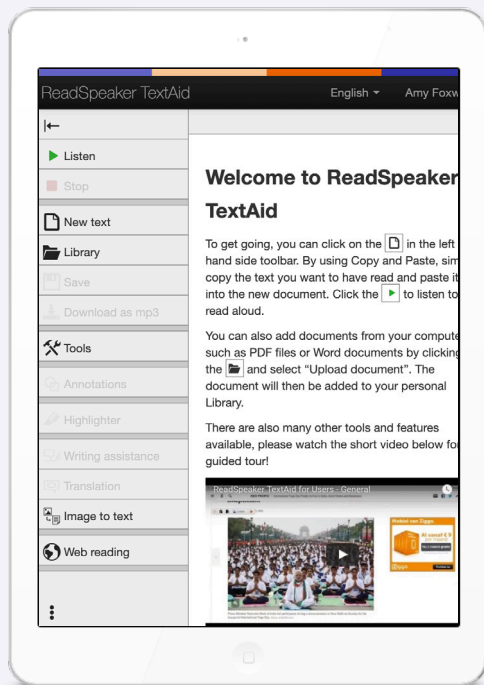 ReadSpeaker TextAid
English
Amy Foxw
Listen
Stop
New text
Library
Save
Download as mp3
Tools
Annotations
Highlighter
Writing assistance
Translation
Image to text
Web reading
Welcome to ReadSpeaker
TextAid
To get going, you can click on the in the left
hand side toolbar. By using Copy and Paste, sim
copy the text you want to have read and paste it
into the new document. Click the to listen to
read aloud.
You can also add documents from your compute
such as PDF files or Word documents by clicking
the and select “Upload document”. The
document will then be added to your personal
Library.
There are also many other tools and features
available, please watch the short video below fo
guided tour!
ReadSpeaker TextAid for Users - General
Mobiel van Ziggo